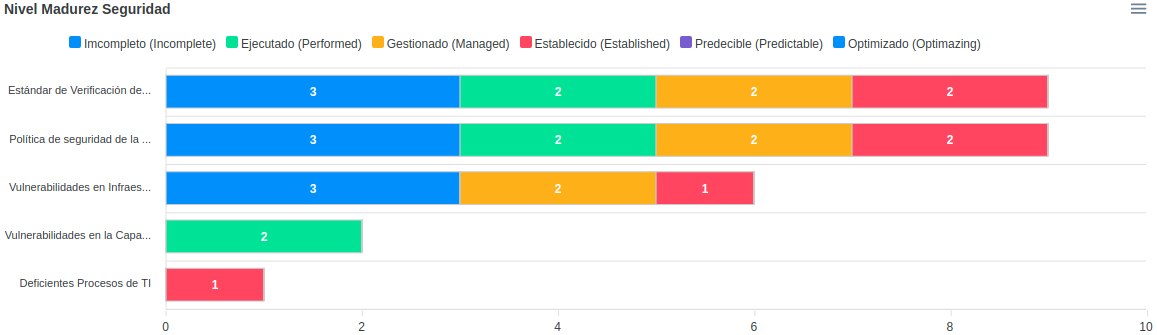 Nivel Madurez Seguridad
Imcompleto (Incomplete) Ejecutado (Performed) Gestionado (Managed) Establecido (Established) Predecible (Predictable) Optimizado (Optimazing)
Estándar de Verificación de... 3 2 2 2
Política de seguridad de la ... 3 2 2 2
Vulnerabilidades en Infraes... 3 2 1
Vulnerabilidades en la Capa... 2
Deficientes Procesos de TI 1
0 2 4 6 8 10